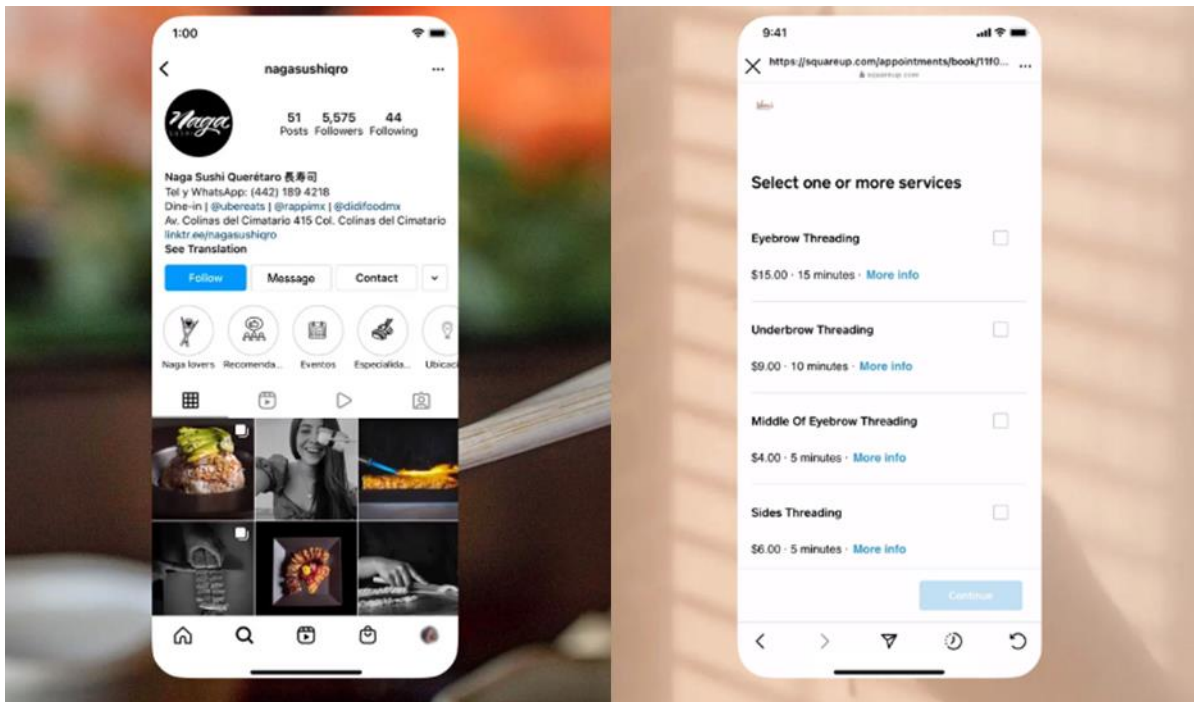 1:00
nagasushiqro
Naga
SUSHI
51 5,575 44
Posts Followers Following
Naga Sushi Querétaro 長寿司
Tel y WhatsApp: (442) 189 4218
Dine-in | @ubereats | @rappimx | @didifoodmx
Av. Colinas del Cimatario 415 Col. Colinas del Cimatario
linktr.ee/nagasushiqro
See Translation
Follow Message Contact
Naga lovers Recomenda... Eventos Especialida... Ubicaci
9:41
https://squareup.com/appointments/book/11f0... ...
squareup.com
Select one or more services
Eyebrow Threading
$15.00 · 15 minutes · More info
Underbrow Threading
$9.00 · 10 minutes · More info
Middle Of Eyebrow Threading
$4.00 · 5 minutes · More info
Sides Threading
$6.00 · 5 minutes · More info
Continue